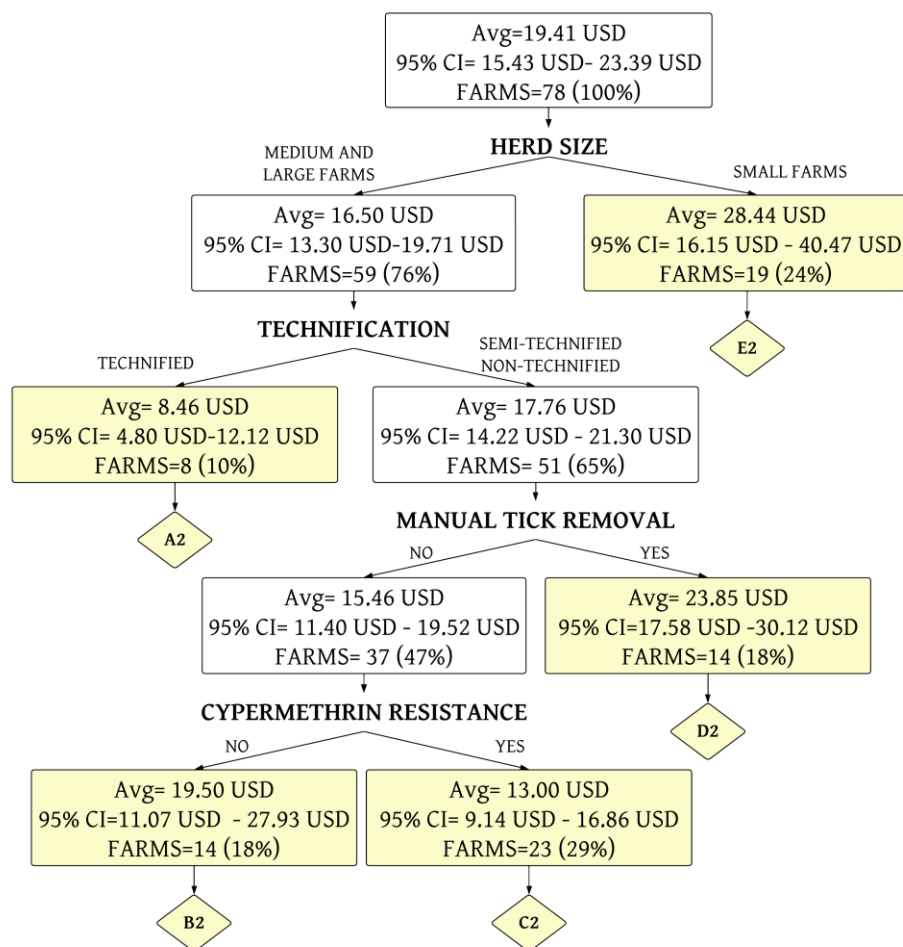 Avg=19.41 USD
95% CI= 15.43 USD- 23.39 USD
FARMS=78 (100%)
HERD SIZE
MEDIUM AND
LARGE FARMS
SMALL FARMS
Avg= 16.50 USD
95% CI= 13.30 USD-19.71 USD
FARMS=59 (76%)
Avg= 28.44 USD
95% CI= 16.15 USD - 40.47 USD
FARMS=19 (24%)
E2
TECHNIFICATION
TECHNIFIED
SEMI-TECHNIFIED
NON-TECHNIFIED
Avg= 8.46 USD
95% CI= 4.80 USD-12.12 USD
FARMS=8 (10%)
Avg= 17.76 USD
95% CI= 14.22 USD - 21.30 USD
FARMS= 51 (65%)
A2
MANUAL TICK REMOVAL
NO
YES
Avg= 15.46 USD
95% CI= 11.40 USD - 19.52 USD
FARMS= 37 (47%)
Avg= 23.85 USD
95% CI=17.58 USD -30.12 USD
FARMS=14 (18%)
D2
CYPERMETHRIN RESISTANCE
NO
YES
Avg= 19.50 USD
95% CI=11.07 USD - 27.93 USD
FARMS=14 (18%)
Avg= 13.00 USD
95% CI= 9.14 USD - 16.86 USD
FARMS=23 (29%)
B2
C2